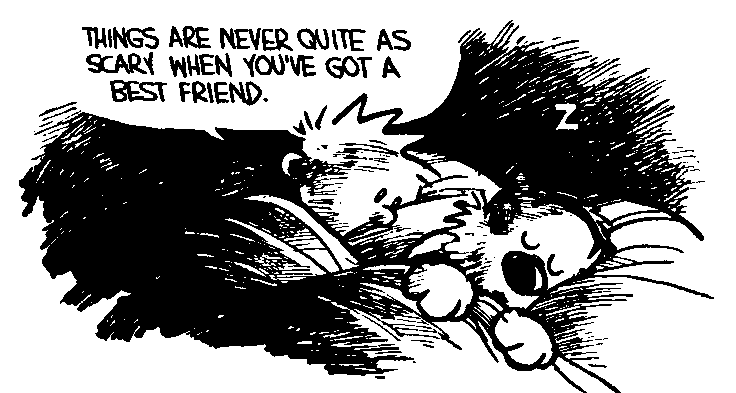 THINGS ARE NEVER QUITE AS
SCARY WHEN YOU'VE GOT A
BEST FRIEND.
Z